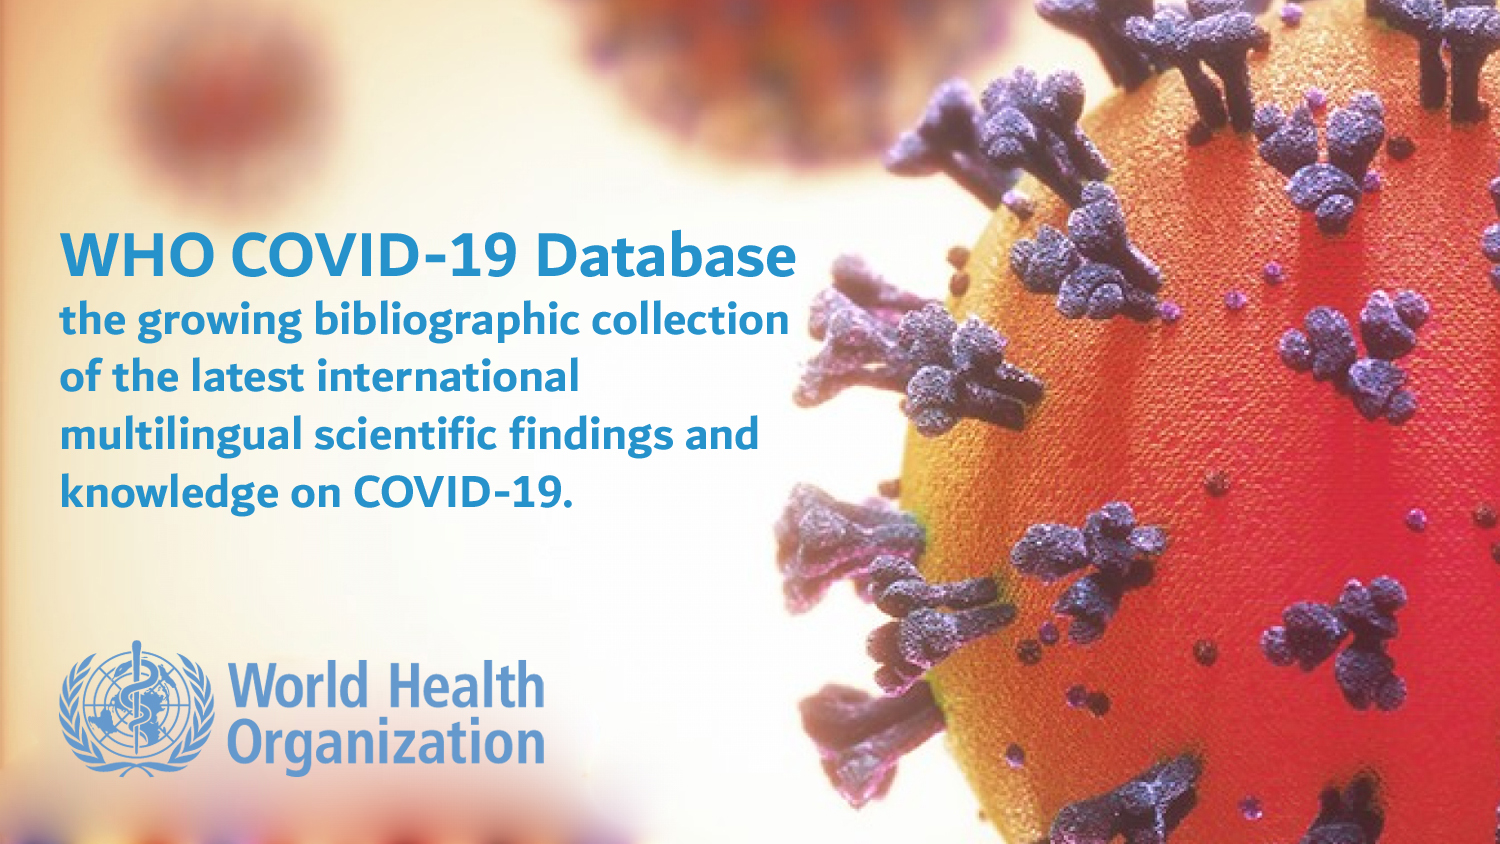 WHO COVID-19 Database
the growing bibliographic collection
of the latest international
multilingual scientific findings and
knowledge on COVID-19.
World Health
Organization